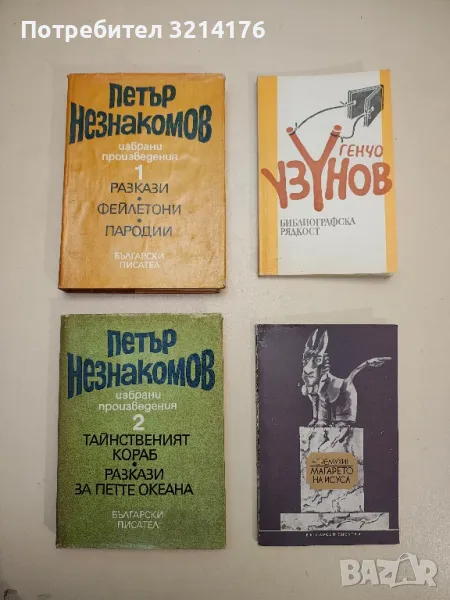 Потребител 3214176
ПЕТЪР
НЕЗНАКОМОВ
избрани
произведения
1
РАЗКАЗИ
ФЕЙЛЕТОНИ
ПАРОДИИ
БЪЛГАРСКИ
ПИСАТЕЛ
ГЕНЧО
УЗУНОВ
БИБЛИОГРАФСКА
РЯДКОСТ
ПЕТЪР
НЕЗНАКОМОВ
избрани
произведения
2
ТАЙНСТВЕНИЯТ
КОРАБ
РАЗКАЗИ
ЗА ПЕТТЕ ОКЕАНА
БЪЛГАРСКИ
ПИСАТЕЛ
МАГАРЕТО
НА ИСУСА
bazar